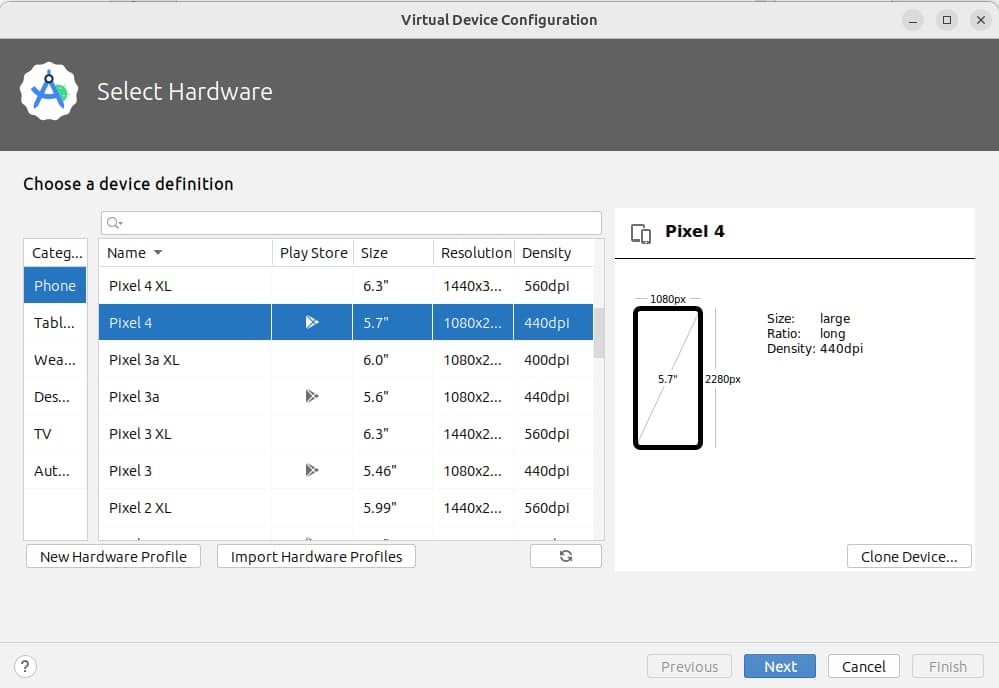 Virtual Device Configuration
Select Hardware
Choose a device definition
Categ... Name Play Store Size Resolution Density
Phone Pixel 4 XL 6.3" 1440x3... 560dpi
Tabl... Pixel 4 5.7" 1080x2... 440dpi
Wea... Pixel 3a XL 6.0" 1080x2... 400dpi
Des... Pixel 3a 5.6" 1080x2... 440dpi
TV Pixel 3 XL 6.3" 1440x2... 560dpi
Aut... Pixel 3 5.46" 1080x2... 440dpi
Pixel 2 XL 5.99" 1440x2... 560dpi
New Hardware Profile Import Hardware Profiles
Pixel 4
1080px
5.7"
2280px
Size: large
Ratio: long
Density: 440dpi
Clone Device...
? Previous Next Cancel Finish